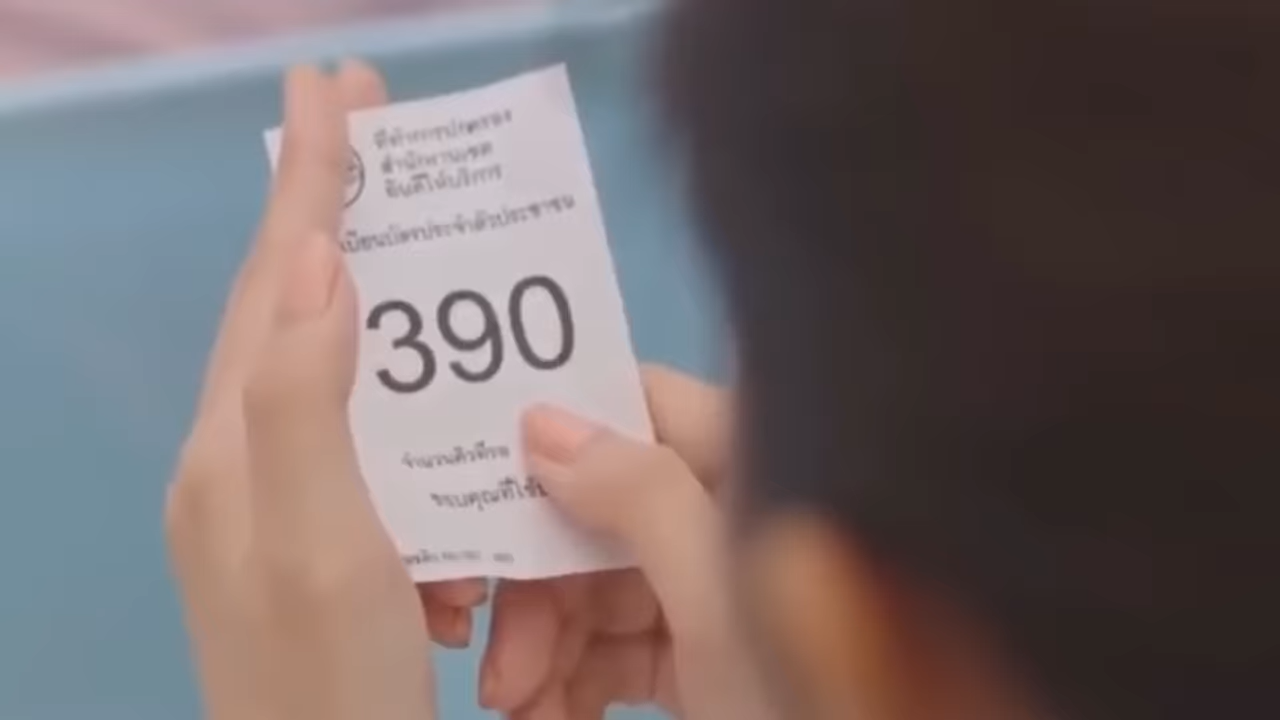 ที่ทำการปกครอง
สำนักงานเขต
ยินดีให้บริการ
เบียนบัตรประจำตัวประชาชน
390
จำนวนคิวที่รอ
ขอบคุณที่ใช้